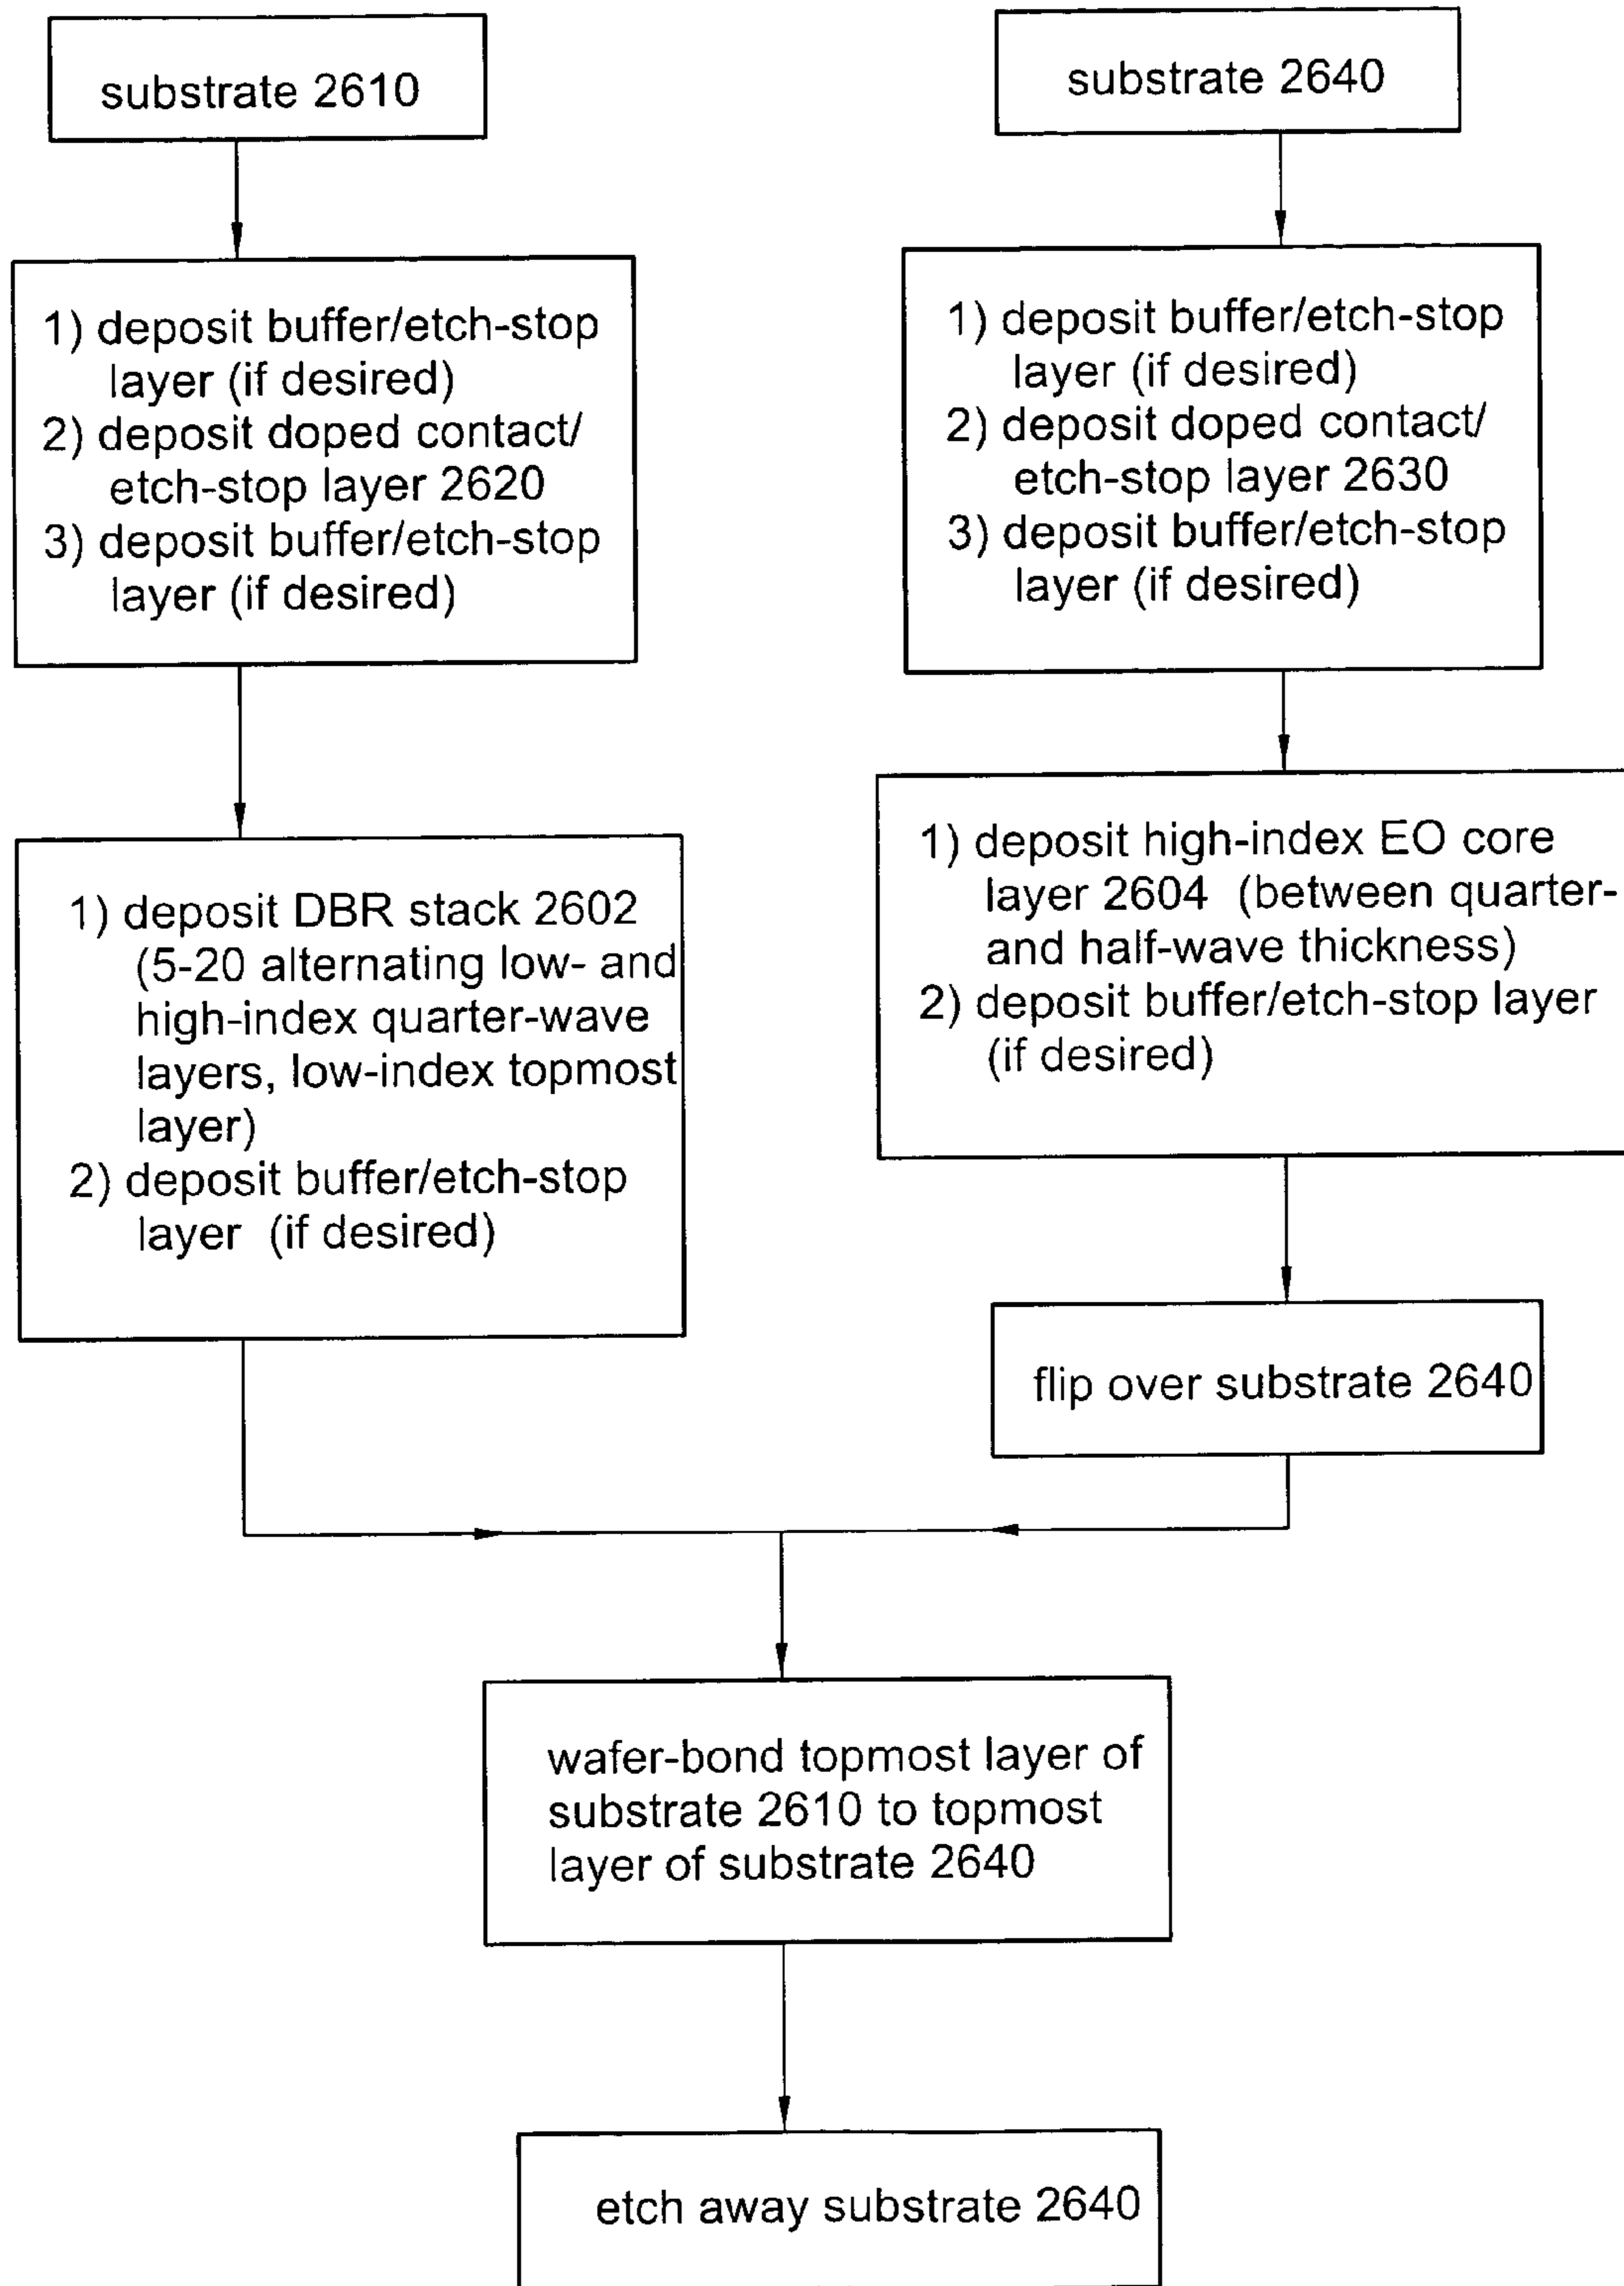 substrate 2610
1) deposit buffer/etch-stop
layer (if desired)
2) deposit doped contact/
etch-stop layer 2620
3) deposit buffer/etch-stop
layer (if desired)
1) deposit DBR stack 2602
(5-20 alternating low- and
high-index quarter-wave
layers, low-index topmost
layer)
2) deposit buffer/etch-stop
layer (if desired)
substrate 2640
1) deposit buffer/etch-stop
layer (if desired)
2) deposit doped contact/
etch-stop layer 2630
3) deposit buffer/etch-stop
layer (if desired)
1) deposit high-index EO core
layer 2604 (between quarter-
and half-wave thickness)
2) deposit buffer/etch-stop layer
(if desired)
flip over substrate 2640
wafer-bond topmost layer of
substrate 2610 to topmost
layer of substrate 2640
etch away substrate 2640